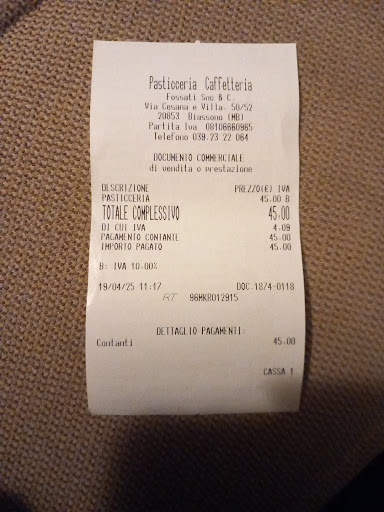 Pasticceria Caffetteria
Fossati Snc & C.
Via Cesana e Villa. 50/52
20853 Biassono (MB)
Partita Iva 08106660965
Telefono 039.23 22 064
DOCUMENTO COMMERCIALE
di vendita o prestazione
DESCRIZIONE PREZZO(€) IVA
PASTICCERIA 45.00 B
TOTALE COMPLESSIVO 45.00
DI CUI IVA 4.09
PAGAMENTO CONTANTE 45.00
IMPORTO PAGATO 45.00
B: IVA 10.00%
19/04/25 11:17 DOC.1874-0118
RT 96MKR012915
DETTAGLIO PAGAMENTI:
Contanti 45.00
CASSA 1